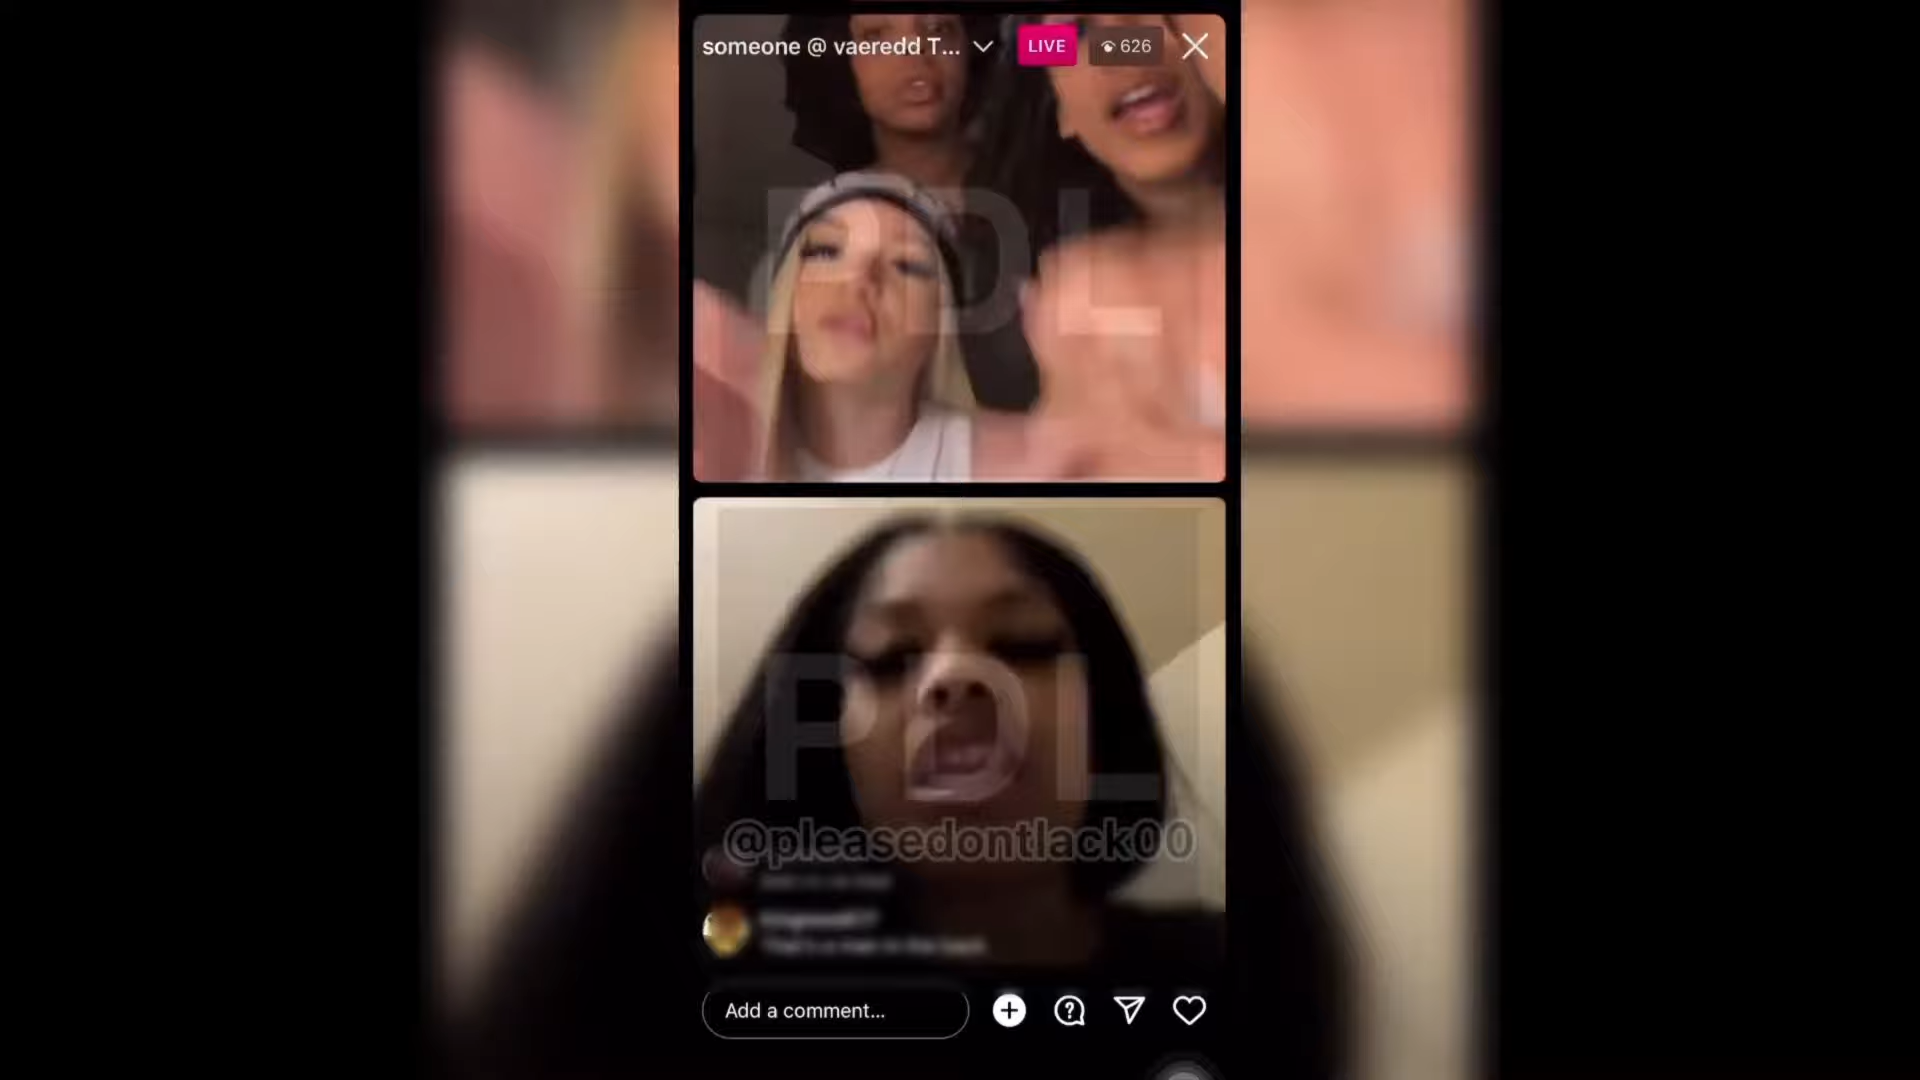 someone @ vaeredd T...
LIVE
626
PDL
PDL
@pleasedontlack00
Add a comment...